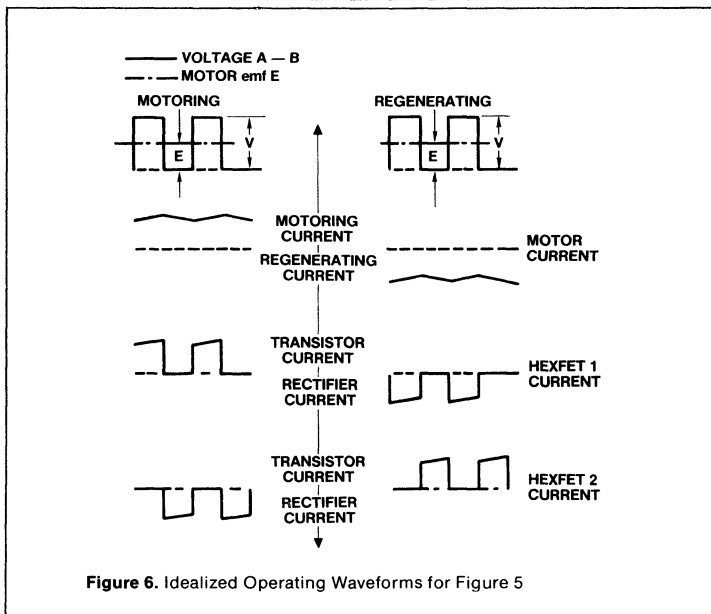 VOLTAGE A — B
MOTOR emf E
MOTORING
REGENERATING
V
E
V
E
MOTORING
CURRENT
REGENERATING
CURRENT
MOTOR
CURRENT
TRANSISTOR
CURRENT
RECTIFIER
CURRENT
HEXFET 1
CURRENT
TRANSISTOR
CURRENT
RECTIFIER
CURRENT
HEXFET 2
CURRENT
Figure 6. Idealized Operating Waveforms for Figure 5